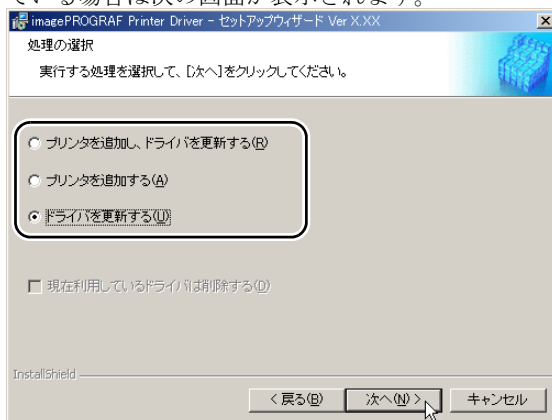 ている場合は次の画面が表示されます。
imagePROGRAF Printer Driver - セットアップウィザード Ver X.XX
処理の選択
実行する処理を選択して、[次へ]をクリックしてください。
プリンタを追加し、ドライバを更新する(R)
プリンタを追加する(A)
ドライバを更新する(U)
現在利用しているドライバは削除する(D)
InstallShield
< 戻る(B) 次へ(N) > キャンセル